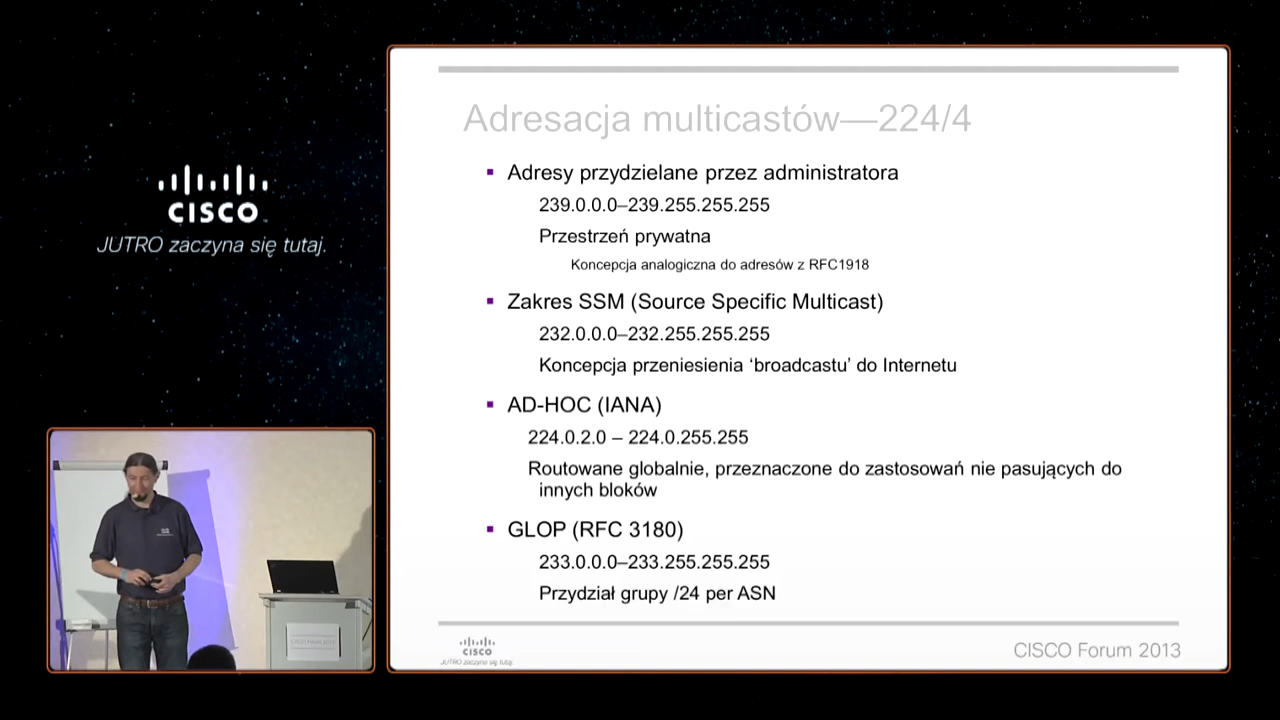 CISCO
JUTRO zaczyna się tutaj.
Adresacja multicastów—224/4
▪ Adresy przydzielane przez administratora
239.0.0.0–239.255.255.255
Przestrzeń prywatna
Koncepcja analogiczna do adresów z RFC1918
▪ Zakres SSM (Source Specific Multicast)
232.0.0.0–232.255.255.255
Koncepcja przeniesienia ‘broadcastu’ do Internetu
▪ AD-HOC (IANA)
224.0.2.0 – 224.0.255.255
Routowane globalnie, przeznaczone do zastosowań nie pasujących do
innych bloków
▪ GLOP (RFC 3180)
233.0.0.0–233.255.255.255
Przydział grupy /24 per ASN
CISCO
JUTRO zaczyna się tutaj.
CISCO Forum 2013